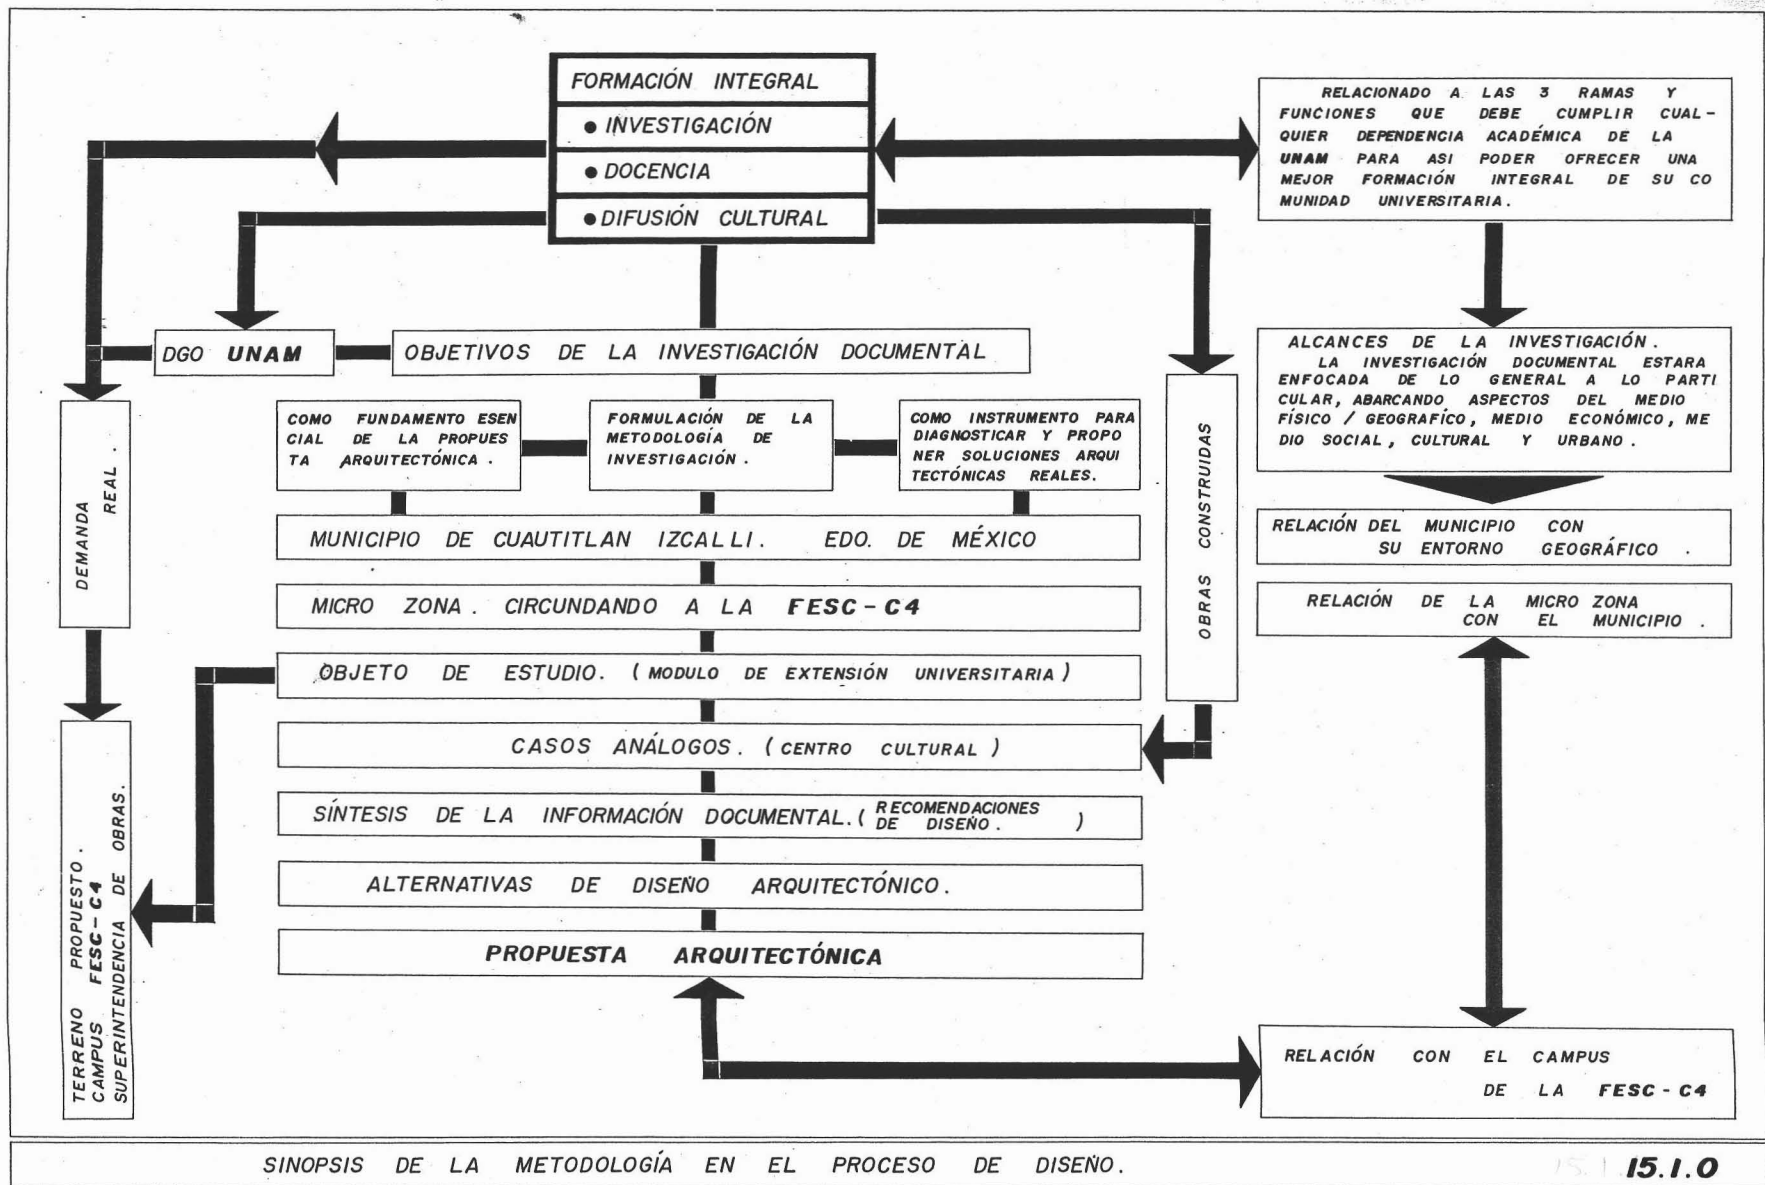 FORMACIÓN INTEGRAL
● INVESTIGACIÓN
● DOCENCIA
● DIFUSIÓN CULTURAL
RELACIONADO A LAS 3 RAMAS Y
FUNCIONES QUE DEBE CUMPLIR CUAL-
QUIER DEPENDENCIA ACADÉMICA DE LA
UNAM PARA ASI PODER OFRECER UNA
MEJOR FORMACIÓN INTEGRAL DE SU CO
MUNIDAD UNIVERSITARIA.
DGO UNAM
OBJETIVOS DE LA INVESTIGACIÓN DOCUMENTAL
ALCANCES DE LA INVESTIGACIÓN.
LA INVESTIGACIÓN DOCUMENTAL ESTARA
ENFOCADA DE LO GENERAL A LO PARTI
CULAR, ABARCANDO ASPECTOS DEL MEDIO
FÍSICO / GEOGRAFÍCO, MEDIO ECONÓMICO, ME
DIO SOCIAL, CULTURAL Y URBANO.
COMO FUNDAMENTO ESEN
CIAL DE LA PROPUES
TA ARQUITECTÓNICA.
FORMULACIÓN DE LA
METODOLOGÍA DE
INVESTIGACIÓN.
COMO INSTRUMENTO PARA
DIAGNOSTICAR Y PROPO
NER SOLUCIONES ARQUI
TECTÓNICAS REALES.
DEMANDA
REAL.
OBRAS CONSTRUIDAS
MUNICIPIO DE CUAUTITLAN IZCALLI. EDO. DE MÉXICO
RELACIÓN DEL MUNICIPIO CON
SU ENTORNO GEOGRÁFICO.
MICRO ZONA. CIRCUNDANDO A LA FESC-C4
RELACIÓN DE LA MICRO ZONA
CON EL MUNICIPIO.
OBJETO DE ESTUDIO. (MODULO DE EXTENSIÓN UNIVERSITARIA)
CASOS ANÁLOGOS. (CENTRO CULTURAL)
SÍNTESIS DE LA INFORMACIÓN DOCUMENTAL. (RECOMENDACIONES
DE DISEÑO.)
ALTERNATIVAS DE DISEÑO ARQUITECTÓNICO.
PROPUESTA ARQUITECTÓNICA
TERRENO PROPUESTO.
CAMPUS FESC-C4
SUPERINTENDENCIA DE OBRAS.
RELACIÓN CON EL CAMPUS
DE LA FESC-C4
SINOPSIS DE LA METODOLOGÍA EN EL PROCESO DE DISEÑO.
15.1.0